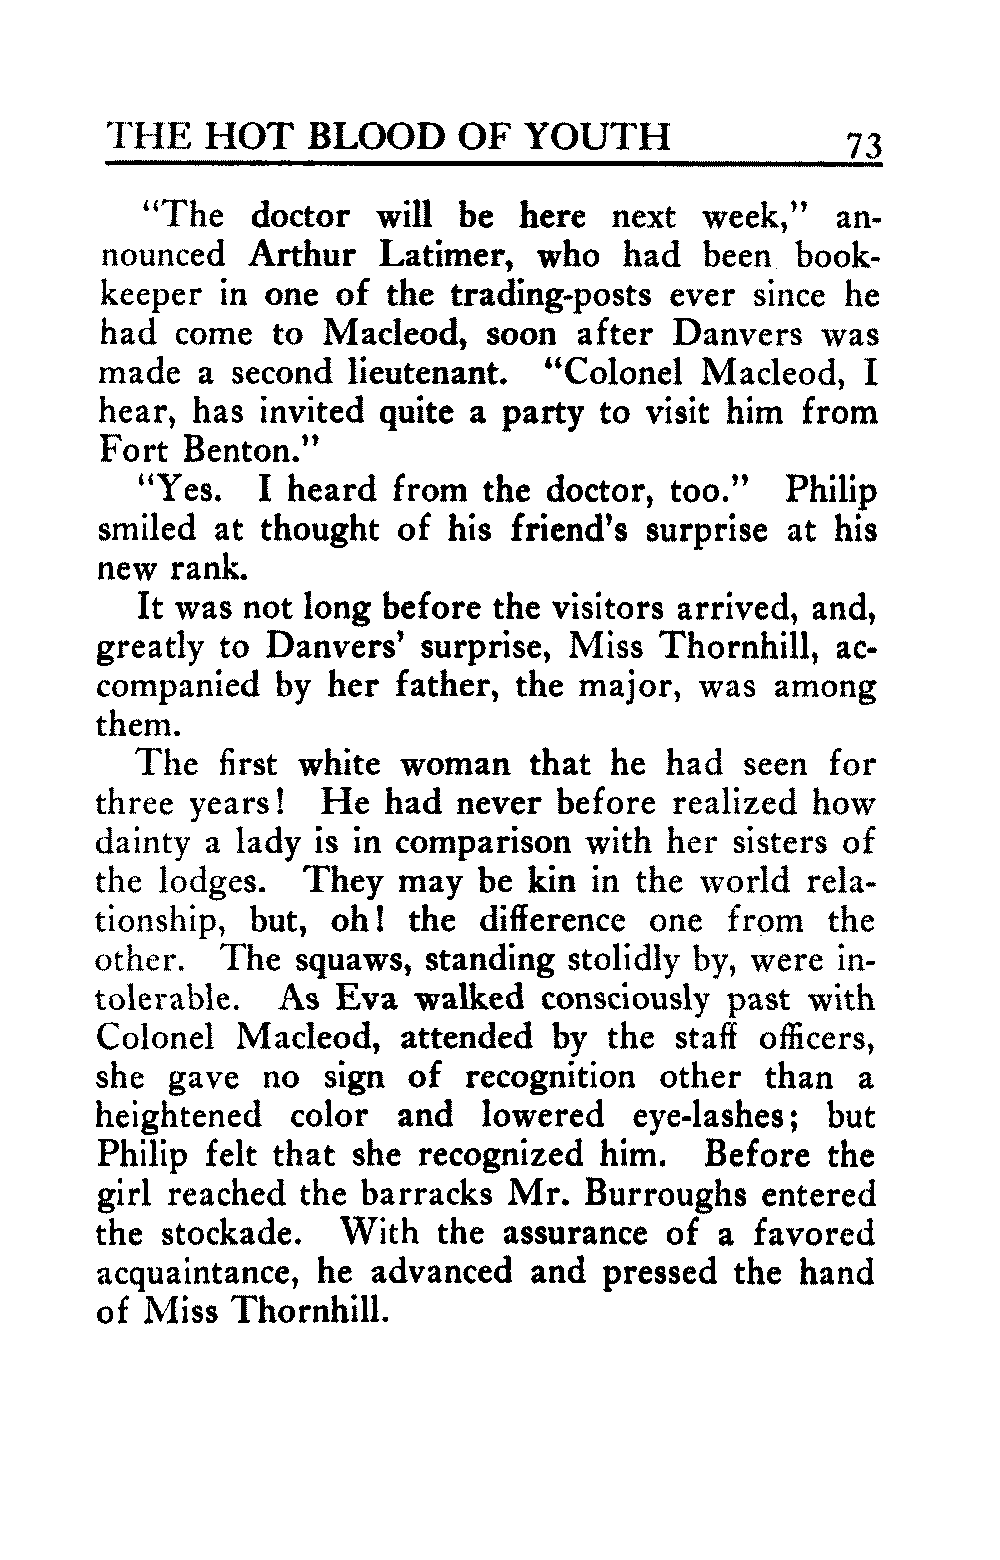 THE HOT BLOOD OF YOUTH 73
"The doctor will be here next week," an-
nounced Arthur Latimer, who had been book-
keeper in one of the trading-posts ever since he
had come to Macleod, soon after Danvers was
made a second lieutenant. "Colonel Macleod, I
hear, has invited quite a party to visit him from
Fort Benton."
"Yes. I heard from the doctor, too." Philip
smiled at thought of his friend's surprise at his
new rank.
It was not long before the visitors arrived, and,
greatly to Danvers' surprise, Miss Thornhill, ac-
companied by her father, the major, was among
them.
The first white woman that he had seen for
three years! He had never before realized how
dainty a lady is in comparison with her sisters of
the lodges. They may be kin in the world rela-
tionship, but, oh! the difference one from the
other. The squaws, standing stolidly by, were in-
tolerable. As Eva walked consciously past with
Colonel Macleod, attended by the staff officers,
she gave no sign of recognition other than a
heightened color and lowered eye-lashes; but
Philip felt that she recognized him. Before the
girl reached the barracks Mr. Burroughs entered
the stockade. With the assurance of a favored
acquaintance, he advanced and pressed the hand
of Miss Thornhill.